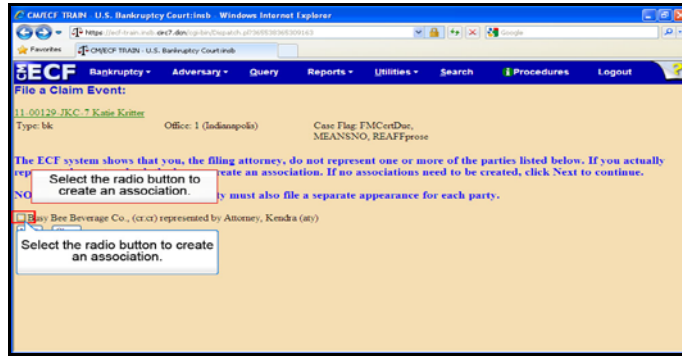 CM/ECF TRAIN - U.S. Bankruptcy Court:insb - Windows Internet Explorer
Google
Favorites CM/ECF TRAIN - U.S. Bankruptcy Court:insb
ECF Bankruptcy Adversary Query Reports Utilities Search Procedures Logout ?
File a Claim Event:
11-00129-JKC-7 Katie Kritter
Type: bk Office: 1 (Indianapolis) Case Flag: FMCertDue,
MEANSNO, REAFFprose
The ECF system shows that you, the filing attorney, do not represent one or more of the parties listed below. If you actually
create an association. If no associations need to be created, click Next to continue.
Select the radio button to
create an association.
must also file a separate appearance for each party.
Busy Bee Beverage Co., (cr.cr) represented by Attorney, Kendra (aty)
Select the radio button to create
an association.